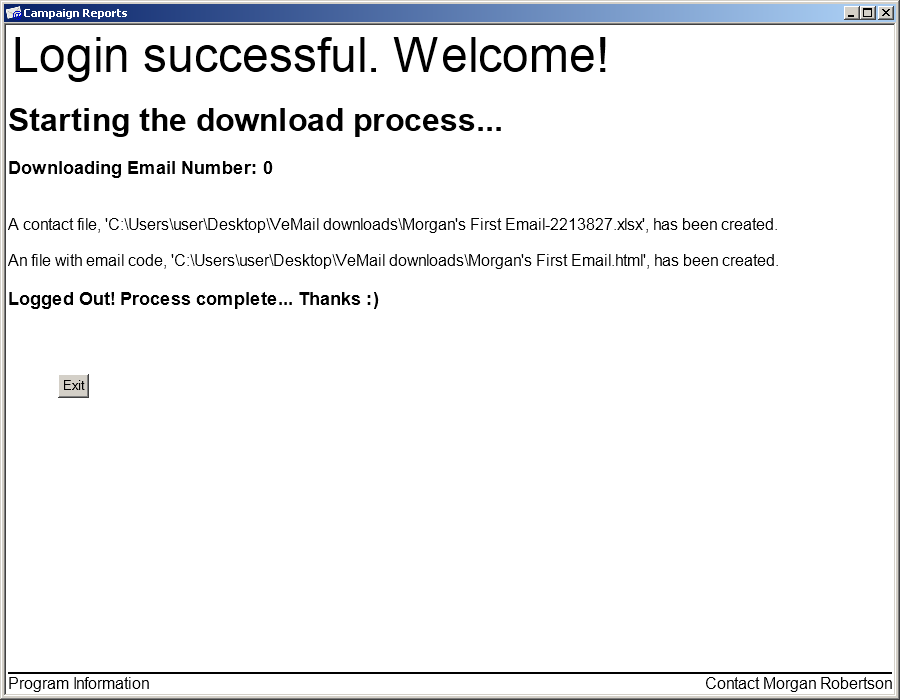 Campaign Reports
Login successful. Welcome!
Starting the download process...
Downloading Email Number: 0
A contact file, 'C:\Users\user\Desktop\VeMail downloads\Morgan's First Email-2213827.xlsx', has been created.
An file with email code, 'C:\Users\user\Desktop\VeMail downloads\Morgan's First Email.html', has been created.
Logged Out! Process complete... Thanks :)
Exit
Program Information
Contact Morgan Robertson